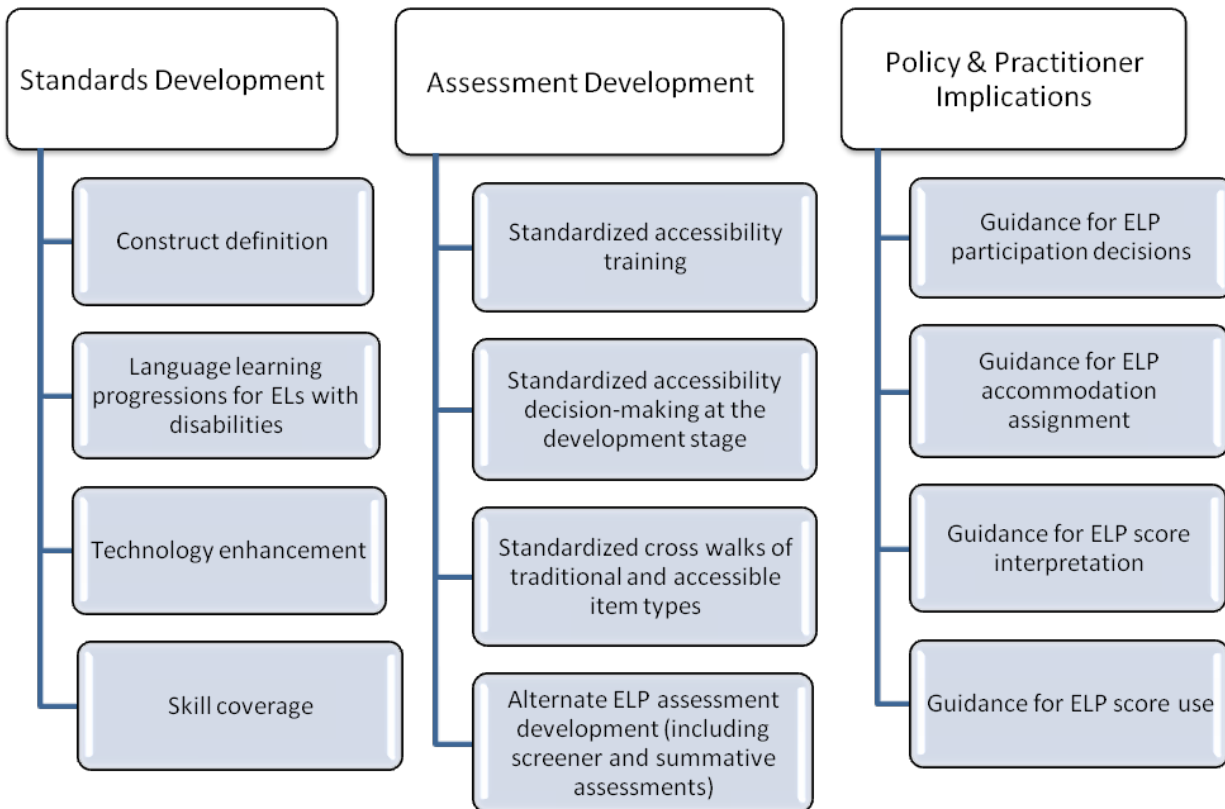 Standards Development
Construct definition
Language learning
progressions for ELs with
disabilities
Technology enhancement
Skill coverage
Assessment Development
Standardized accessibility
training
Standardized accessibility
decision-making at the
development stage
Standardized cross walks of
traditional and accessible
item types
Alternate ELP assessment
development (including
screener and summative
assessments)
Policy & Practitioner
Implications
Guidance for ELP
participation decisions
Guidance for ELP
accommodation
assignment
Guidance for ELP score
interpretation
Guidance for ELP score use